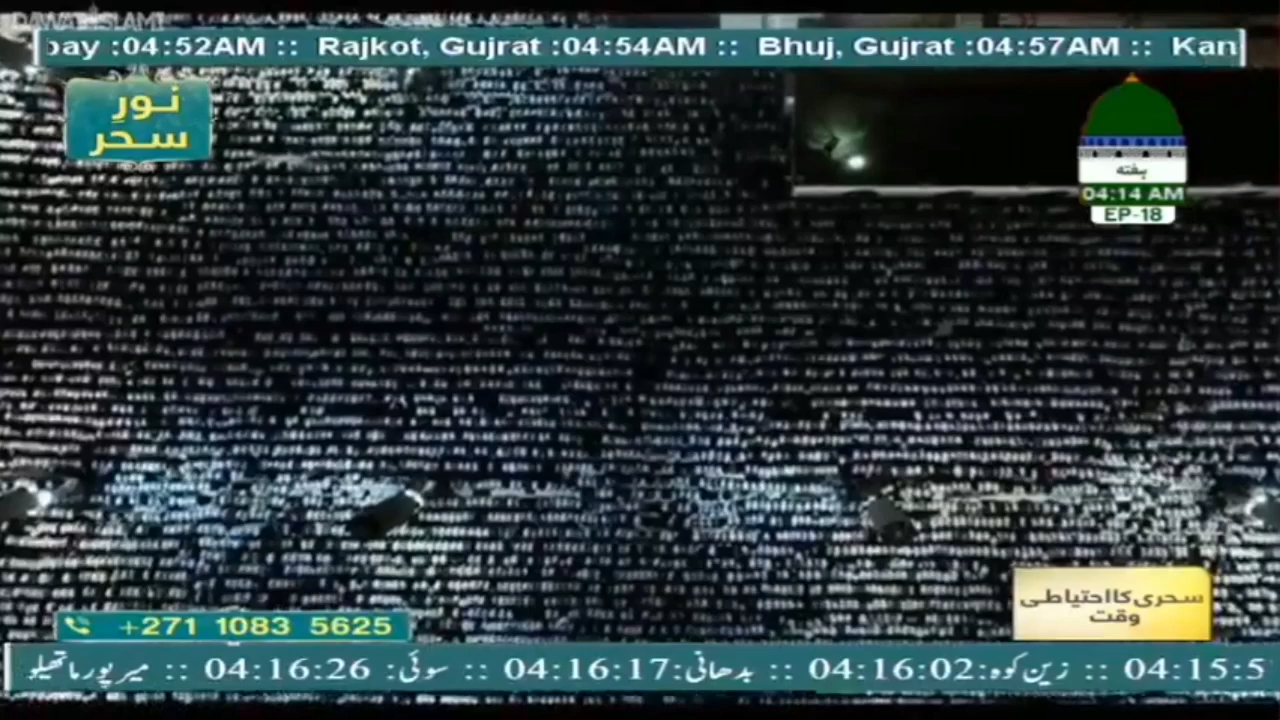 DAWAT-E-ISLAMI
bay :04:52AM :: Rajkot, Gujrat :04:54AM :: Bhuj, Gujrat :04:57AM :: Kan
نورِ
سحر
ہفتہ
04:14 AM
EP-18
سحری کا احتیاطی
وقت
+271 1083 5625
04:15:5 :: زین کوہ:04:16:02 :: بدھانی:04:16:17 :: سوئی: 04:16:26 :: میرپور ماتھیلو